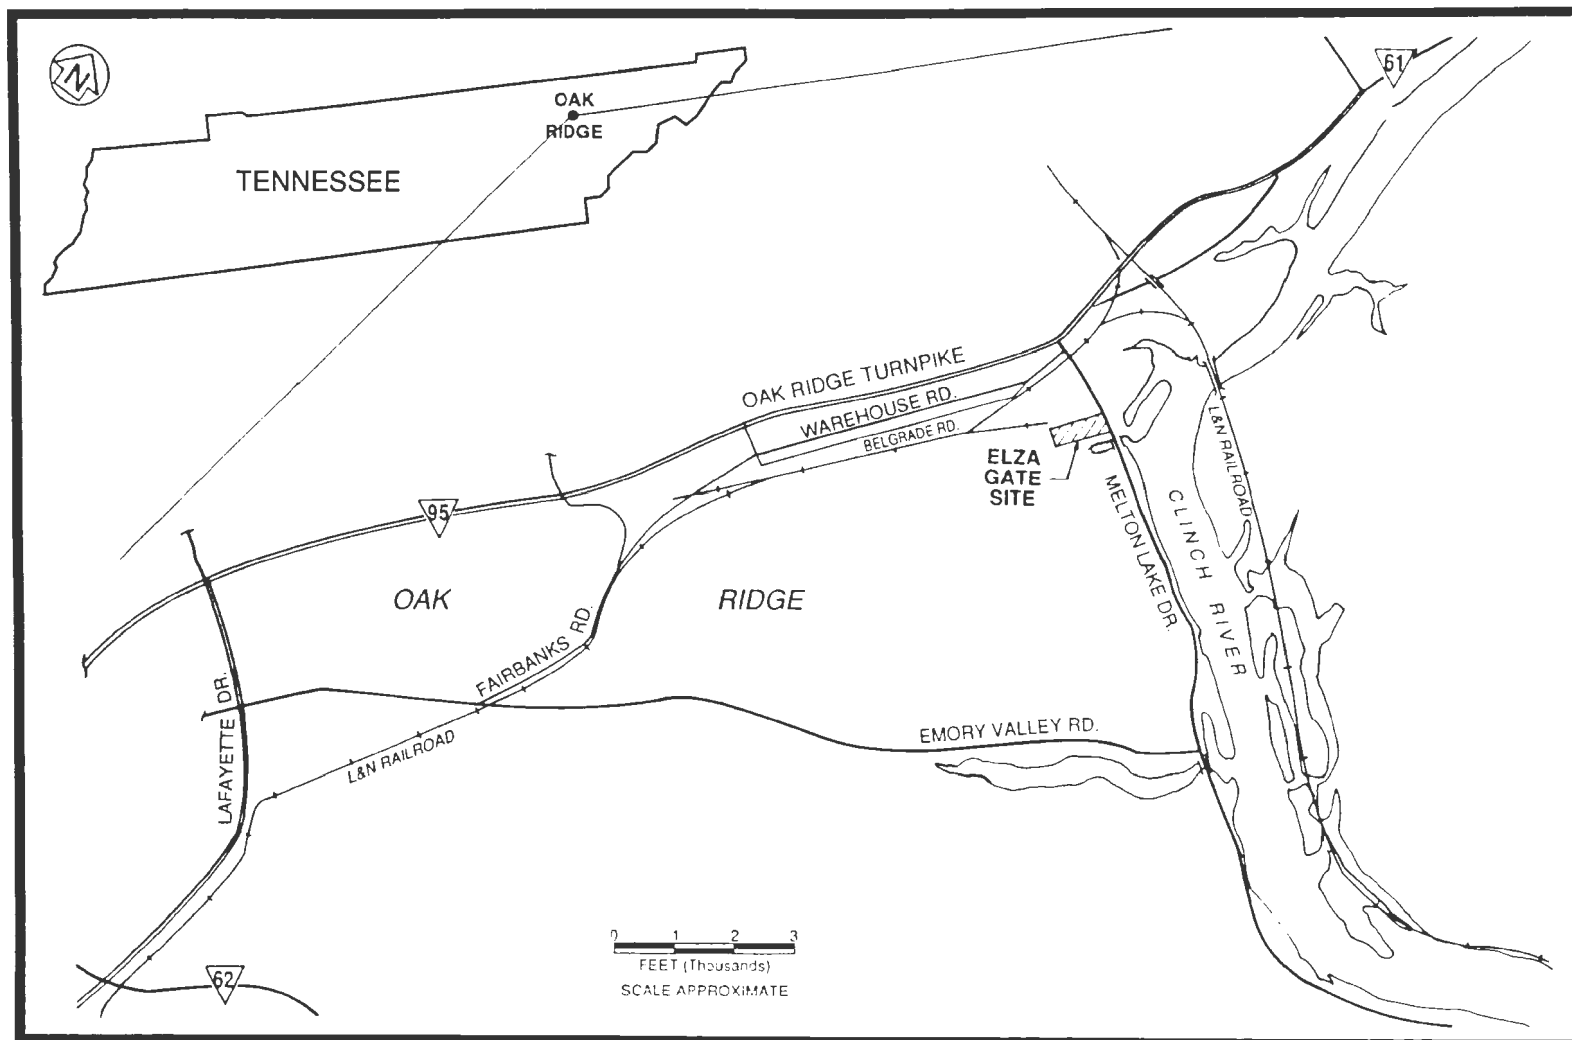 N
61
OAK
RIDGE
TENNESSEE
OAK RIDGE TURNPIKE
WAREHOUSE RD.
BELGRADE RD.
ELZA
GATE
SITE
L&N RAILROAD
MELTON LAKE DR.
CLINCH RIVER
95
OAK RIDGE
FAIRBANKS RD.
LAFAYETTE DR.
L&N RAILROAD
EMORY VALLEY RD.
62
0 1 2 3
FEET (Thousands)
SCALE APPROXIMATE